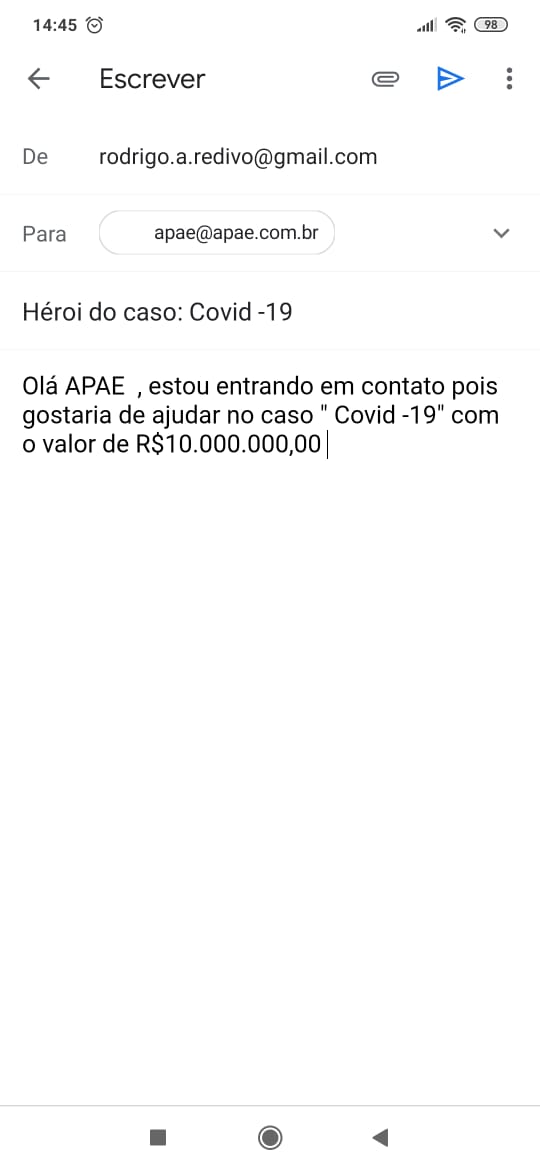 14:45 98
Escrever
De rodrigo.a.redivo@gmail.com
Para apae@apae.com.br
Héroi do caso: Covid -19
Olá APAE , estou entrando em contato pois
gostaria de ajudar no caso " Covid -19" com
o valor de R$10.000.000,00